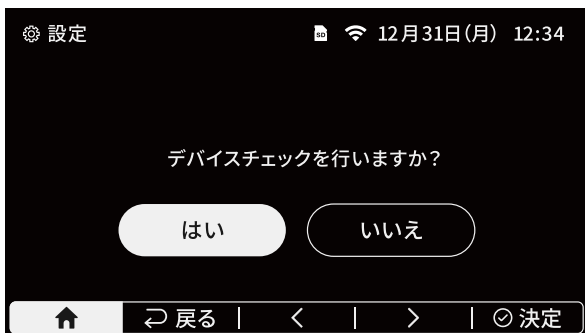 設定 SD 12月31日(月) 12:34
デバイスチェックを行いますか?
はい いいえ
戻る 決定